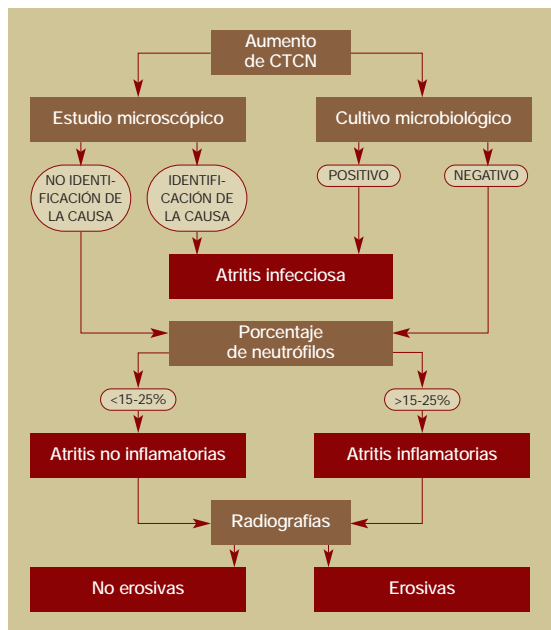 Aumento
de CTCN
Estudio microscópico
Cultivo microbiológico
NO IDENTI-
FICACIÓN DE
LA CAUSA
IDENTIFI-
CACIÓN DE
LA CAUSA
POSITIVO
NEGATIVO
Atritis infecciosa
Porcentaje
de neutrófilos
<15-25%
>15-25%
Atritis no inflamatorias
Atritis inflamatorias
Radiografías
No erosivas
Erosivas